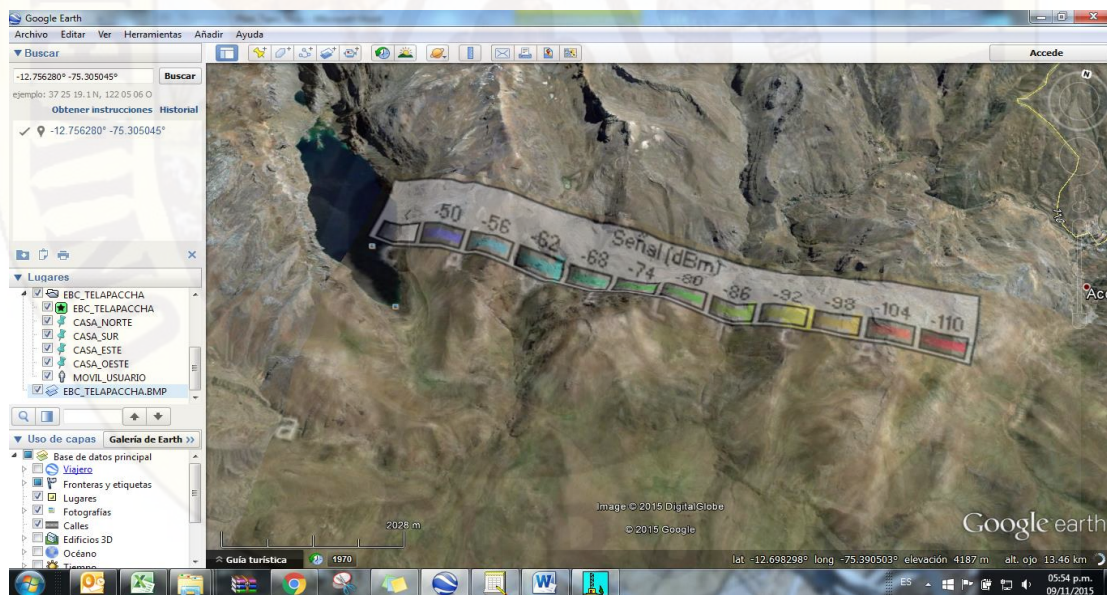 Google Earth
Archivo Editar Ver Herramientas Añadir Ayuda
▼ Buscar
-12.756280° -75.305045°
Buscar
ejemplo: 37 25 19.1 N, 122 05 06 O
Obtener instrucciones Historial
-12.756280° -75.305045°
▼ Lugares
EBC_TELAPACCHA
EBC_TELAPACCHA
CASA_NORTE
CASA_SUR
CASA_ESTE
CASA_OESTE
MOVIL_USUARIO
EBC_TELAPACCHA.BMP
▼ Uso de capas
Galería de Earth >>
Base de datos principal
Viajero
Fronteras y etiquetas
Lugares
Fotografías
Calles
Edificios 3D
Océano
Tiempo
Accede
N
110
Señal (dBm)
-50 -56 -62 -68 -74 -80 -86 -92 -98 -104 -110
Acc
2028 m
Image © 2015 DigitalGlobe
© 2015 Google
Google earth
Guía turística
1970
lat -12.698298° long -75.390503° elevación 4187 m alt. ojo 13.46 km
ES
05:54 p.m.
09/11/2015